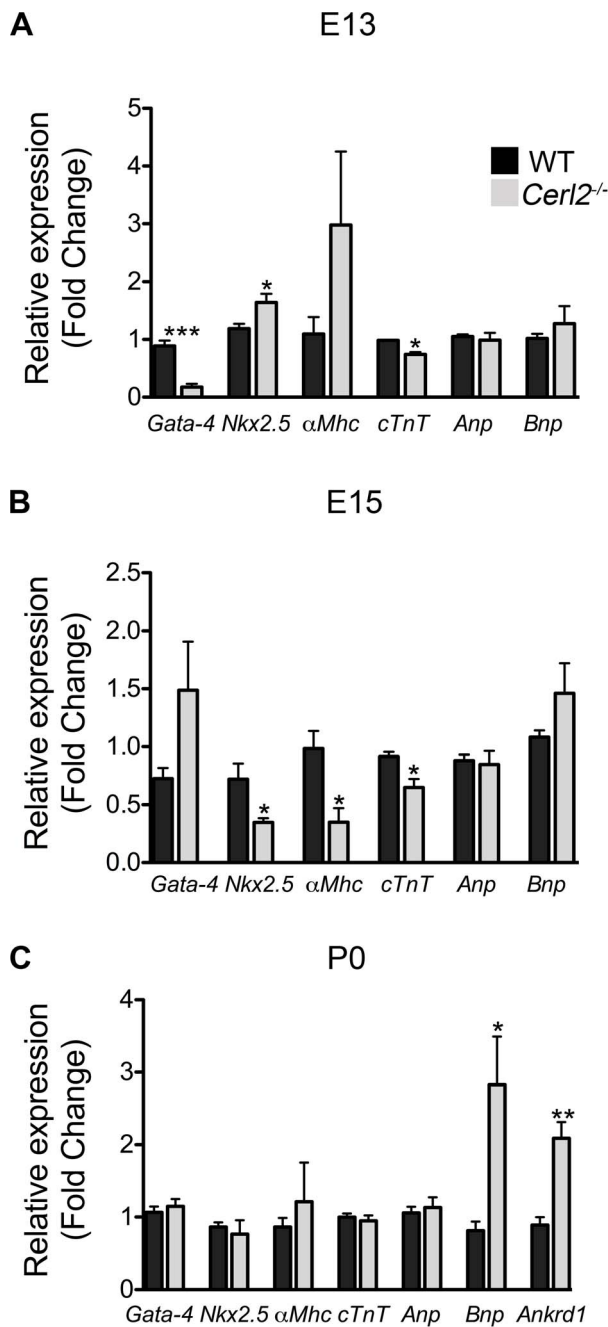 A E13
Relative expression
(Fold Change)
5
4
3
2
1
0
WT
Cerl2-/-
***
*
*
Gata-4 Nkx2.5 αMhc cTnT Anp Bnp
B E15
Relative expression
(Fold Change)
2.5
2.0
1.5
1.0
0.5
0.0
*
*
*
Gata-4 Nkx2.5 αMhc cTnT Anp Bnp
C P0
Relative expression
(Fold Change)
4
3
2
1
0
*
**
Gata-4 Nkx2.5 αMhc cTnT Anp Bnp Ankrd1